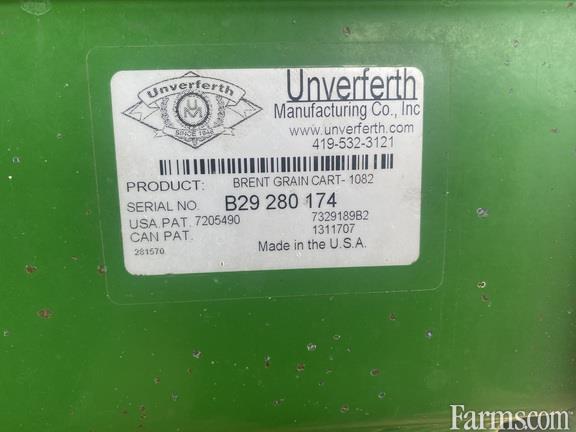 Unverferth
UM
SINCE 1948
Unverferth
Manufacturing Co., Inc
www.unverferth.com
419-532-3121
PRODUCT: BRENT GRAIN CART- 1082
SERIAL NO. B29 280 174
USA.PAT. 7205490 7329189B2
CAN PAT. 1311707
281570 Made in the U.S.A.
Farms.com